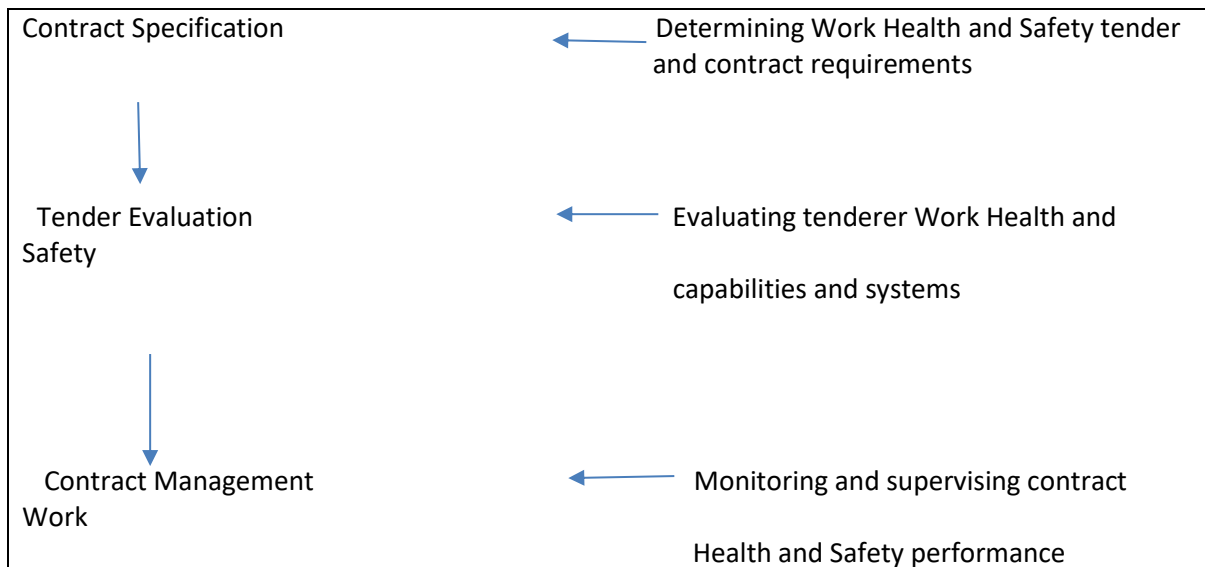 Contract Specification Determining Work Health and Safety tender
and contract requirements
Tender Evaluation Evaluating tenderer Work Health and
Safety
capabilities and systems
Contract Management Monitoring and supervising contract
Work
Health and Safety performance